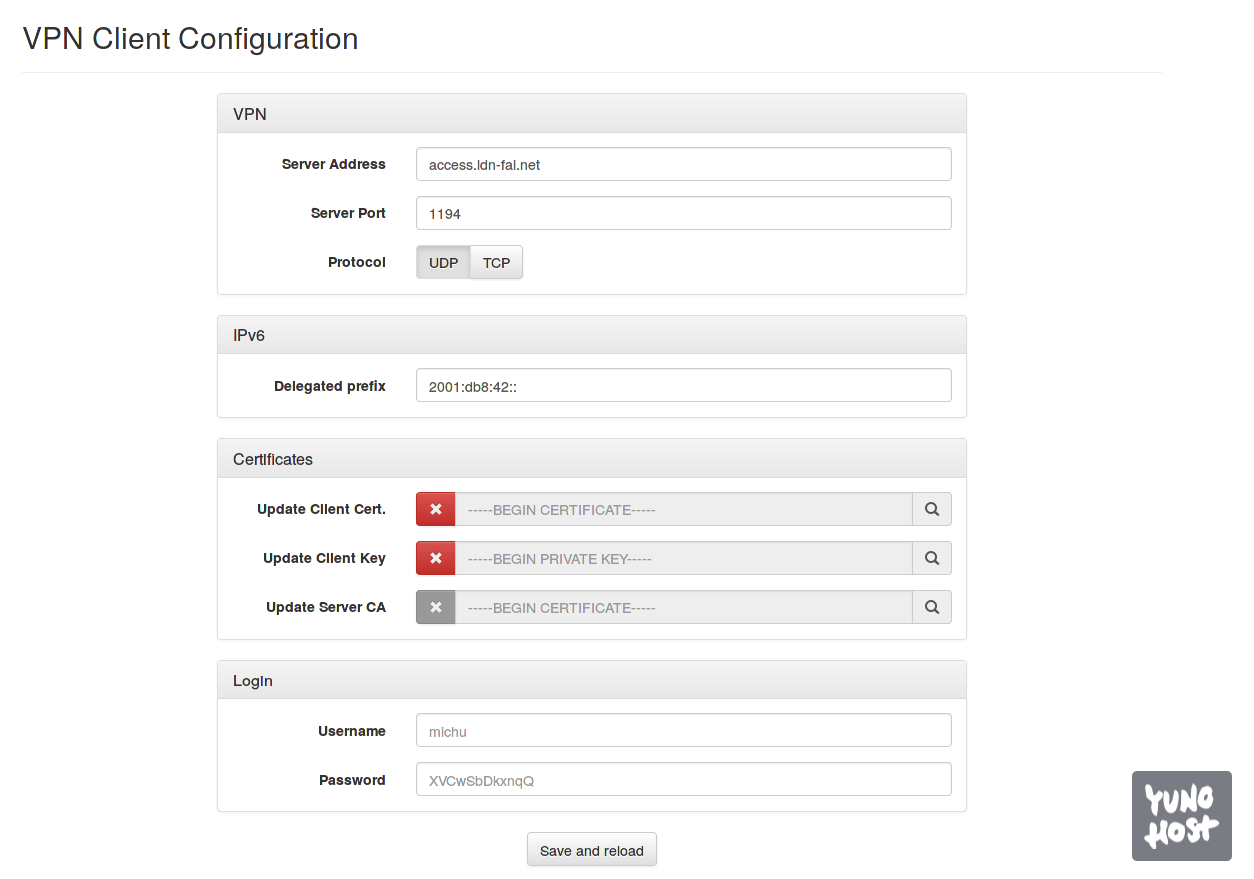 VPN Client Configuration
VPN
Server Address
access.ldn-fai.net
Server Port
1194
Protocol
UDP TCP
IPv6
Delegated prefix
2001:db8:42::
Certificates
Update Client Cert.
-----BEGIN CERTIFICATE-----
Update Client Key
-----BEGIN PRIVATE KEY-----
Update Server CA
-----BEGIN CERTIFICATE-----
Login
Username
michu
Password
XVCwSbDkxnqQ
Save and reload
YUNO
HOST